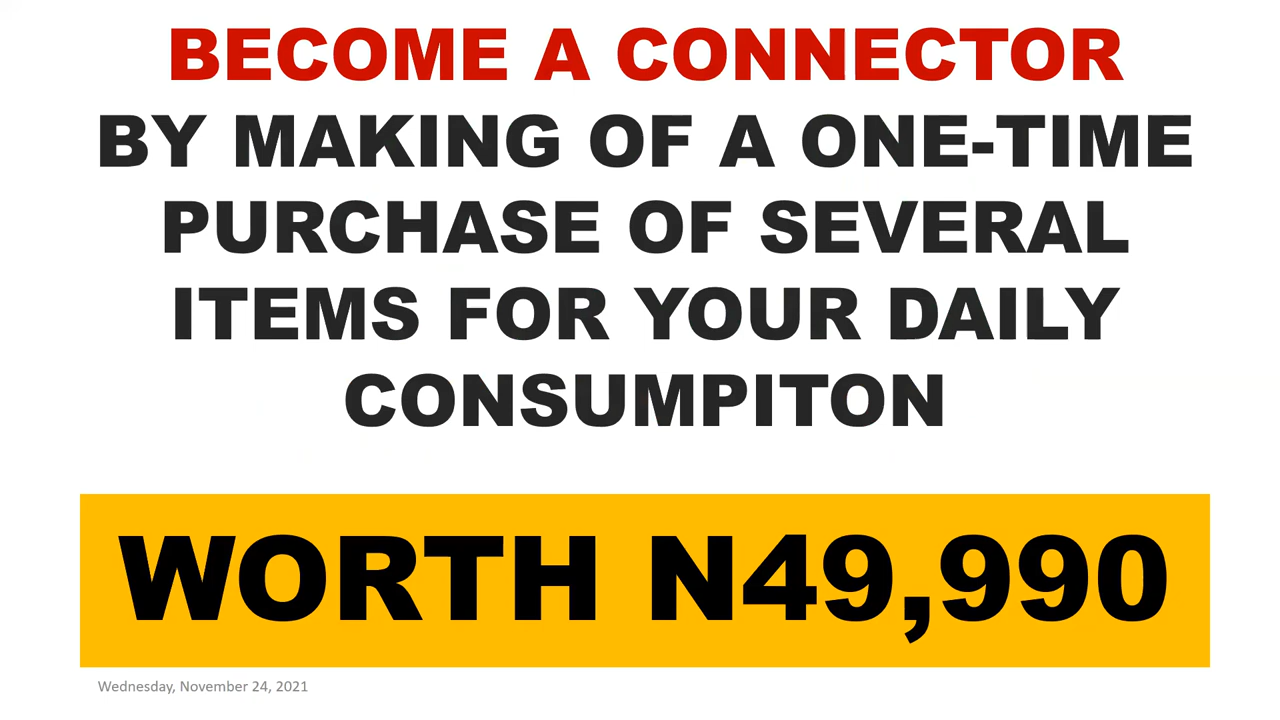 BECOME A CONNECTOR
BY MAKING OF A ONE-TIME
PURCHASE OF SEVERAL
ITEMS FOR YOUR DAILY
CONSUMPITON
WORTH N49,990
Wednesday, November 24, 2021